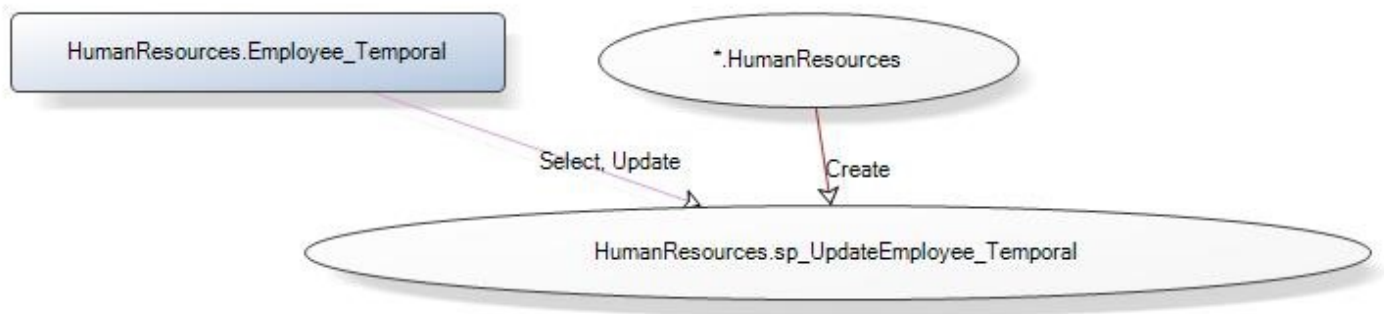 HumanResources.Employee_Temporal
*.HumanResources
Select, Update
Create
HumanResources.sp_UpdateEmployee_Temporal